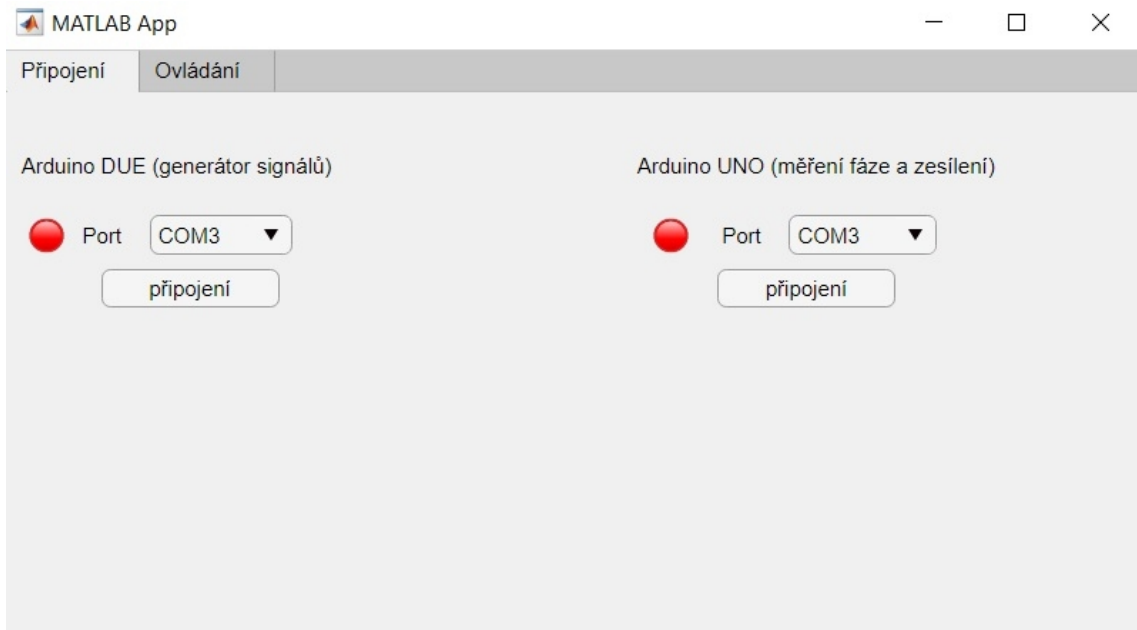 MATLAB App
Připojení Ovládání
Arduino DUE (generátor signálů) Arduino UNO (měření fáze a zesílení)
Port COM3 Port COM3
připojení připojení